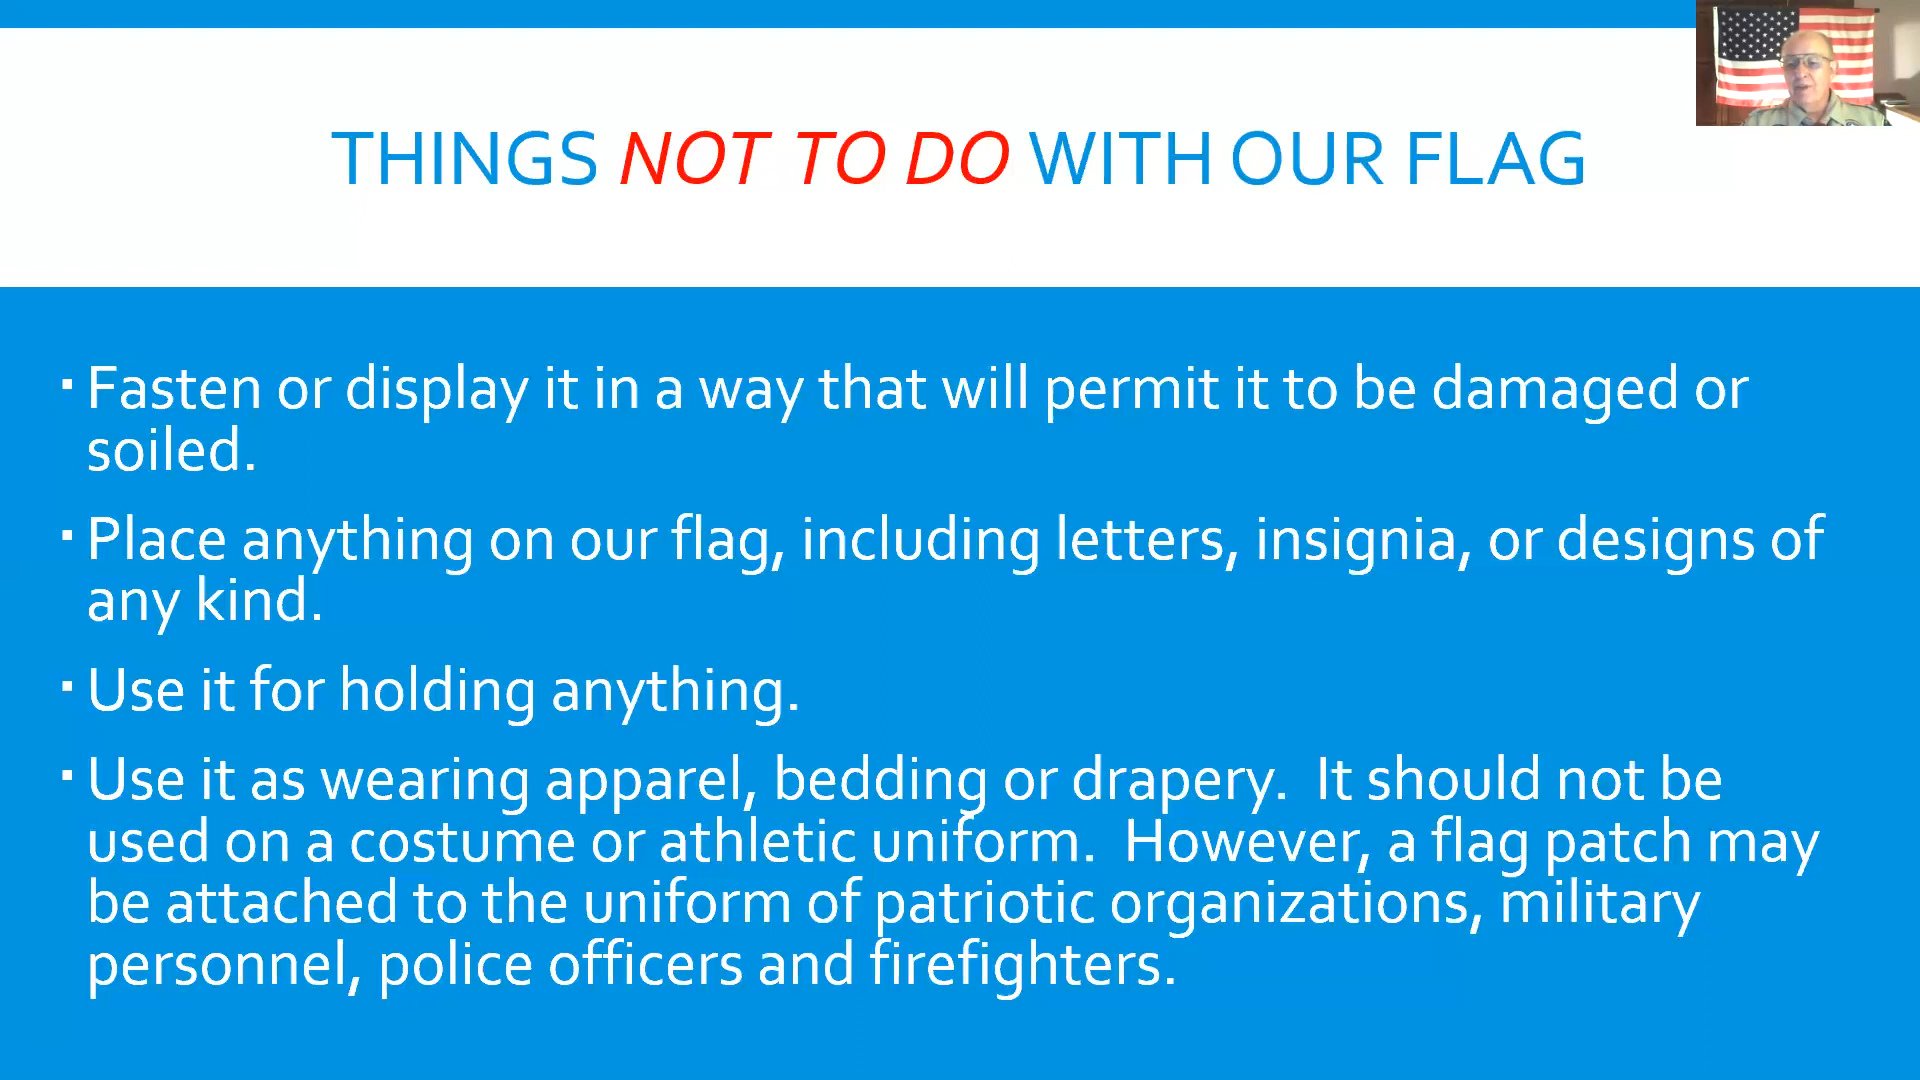 THINGS NOT TO DO WITH OUR FLAG
▪ Fasten or display it in a way that will permit it to be damaged or
soiled.
▪ Place anything on our flag, including letters, insignia, or designs of
any kind.
▪ Use it for holding anything.
▪ Use it as wearing apparel, bedding or drapery.  It should not be
used on a costume or athletic uniform.  However, a flag patch may
be attached to the uniform of patriotic organizations, military
personnel, police officers and firefighters.